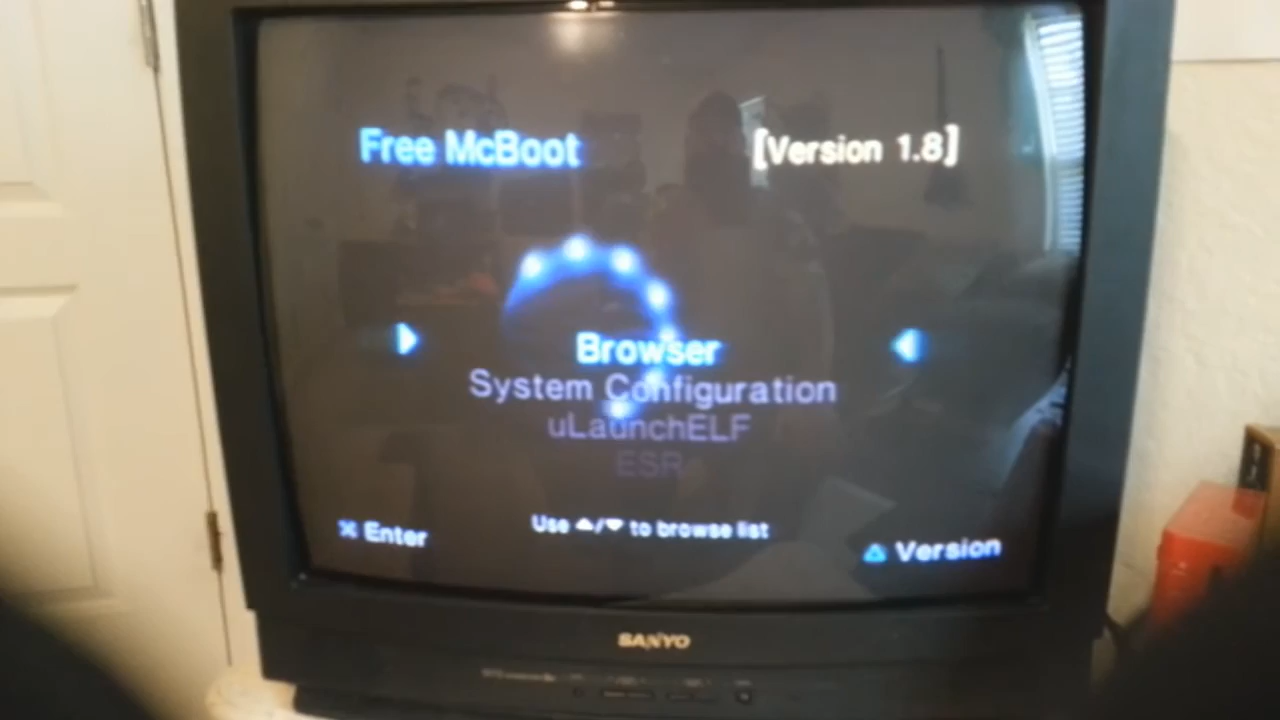 Free McBoot
[Version 1.8]
Browser
System Configuration
uLaunchELF
ESR
Enter
Use ▲/▼ to browse list
Version
SANYO